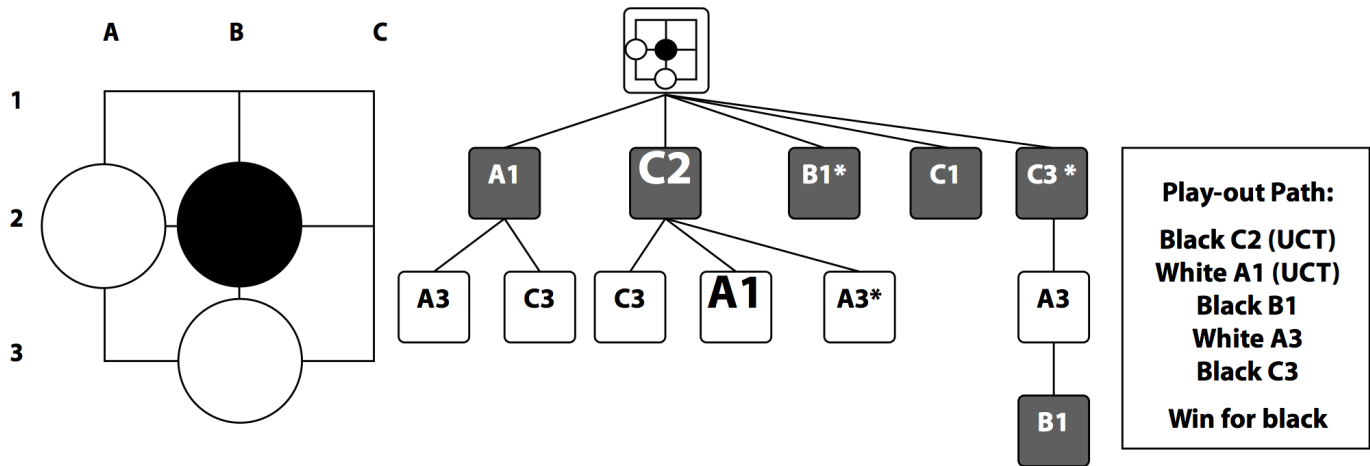 A B C
1
2
3
A1 C2 B1* C1 C3 *
A3 C3 C3 A1 A3* A3
B1
Play-out Path:
Black C2 (UCT)
White A1 (UCT)
Black B1
White A3
Black C3
Win for black